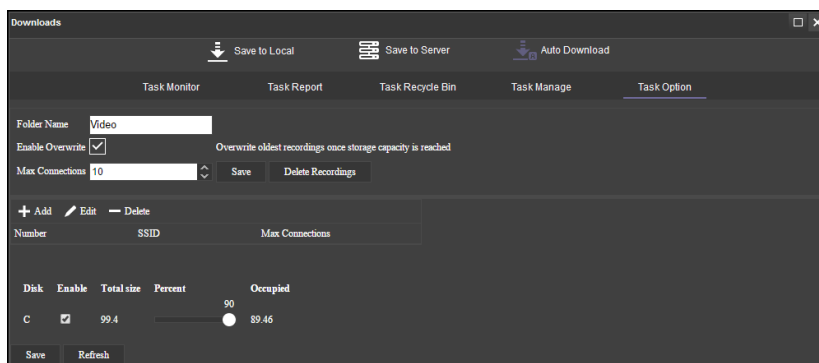 Downloads
Save to Local Save to Server Auto Download
Task Monitor Task Report Task Recycle Bin Task Manage Task Option
Folder Name Video
Enable Overwrite Overwrite oldest recordings once storage capacity is reached
Max Connections 10 Save Delete Recordings
Add Edit Delete
Number SSID Max Connections
Disk Enable Total size Percent Occupied
90
C 99.4 89.46
Save Refresh